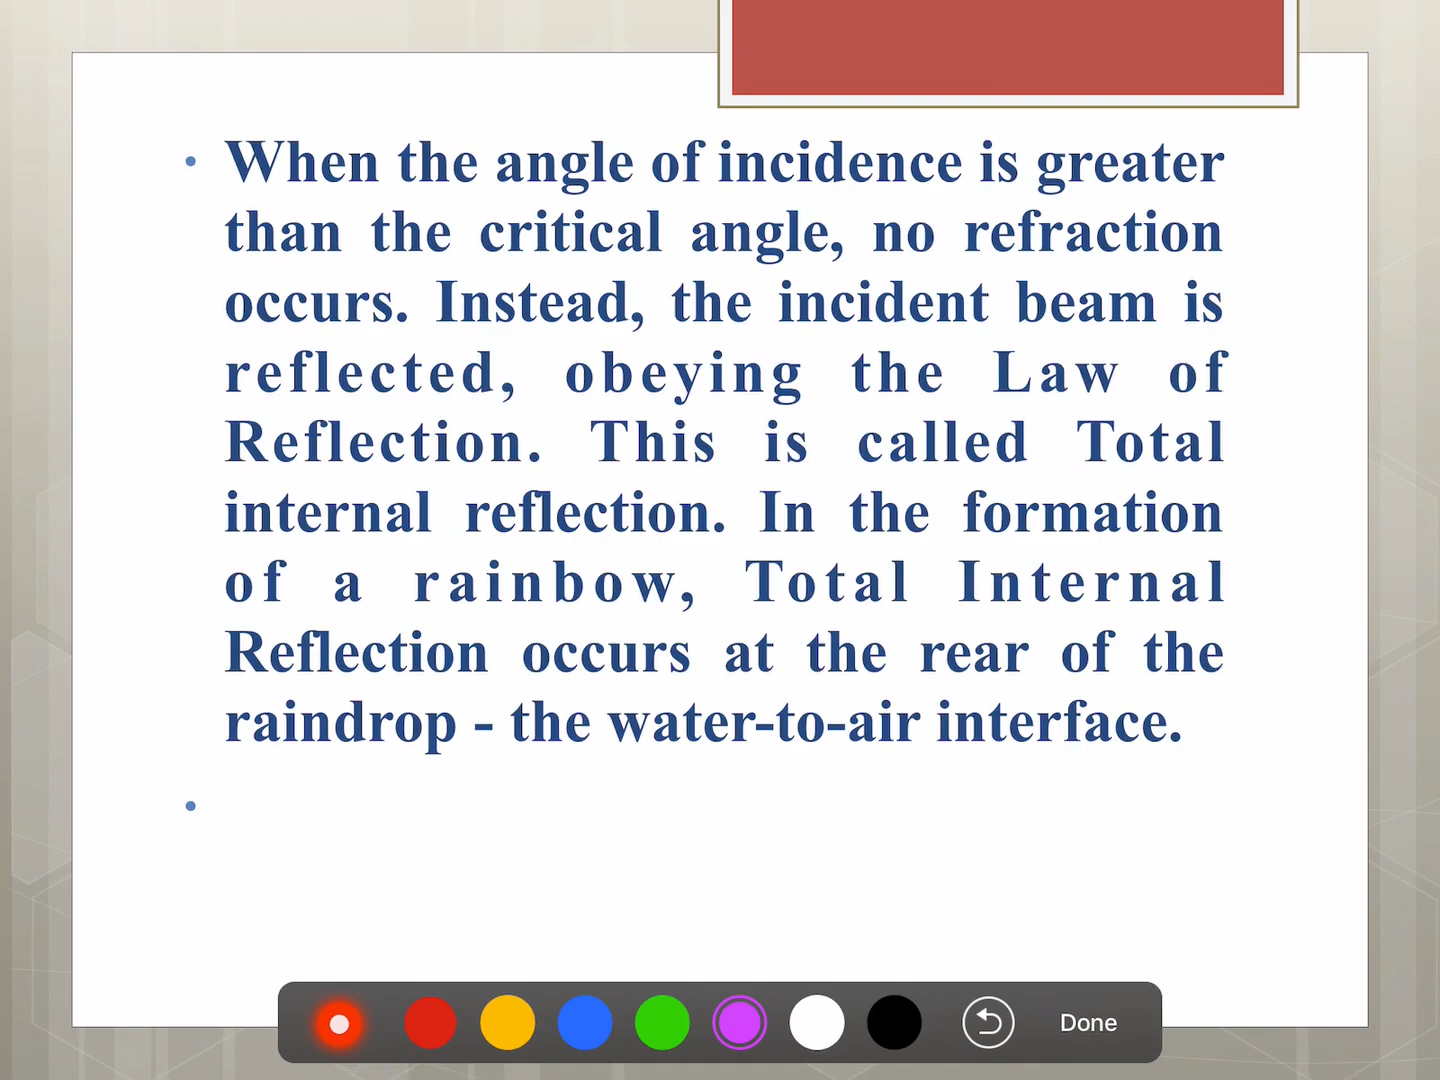 • When the angle of incidence is greater
than the critical angle, no refraction
occurs. Instead, the incident beam is
reflected, obeying the Law of
Reflection. This is called Total
internal reflection. In the formation
of a rainbow, Total Internal
Reflection occurs at the rear of the
raindrop - the water-to-air interface.
•
Done